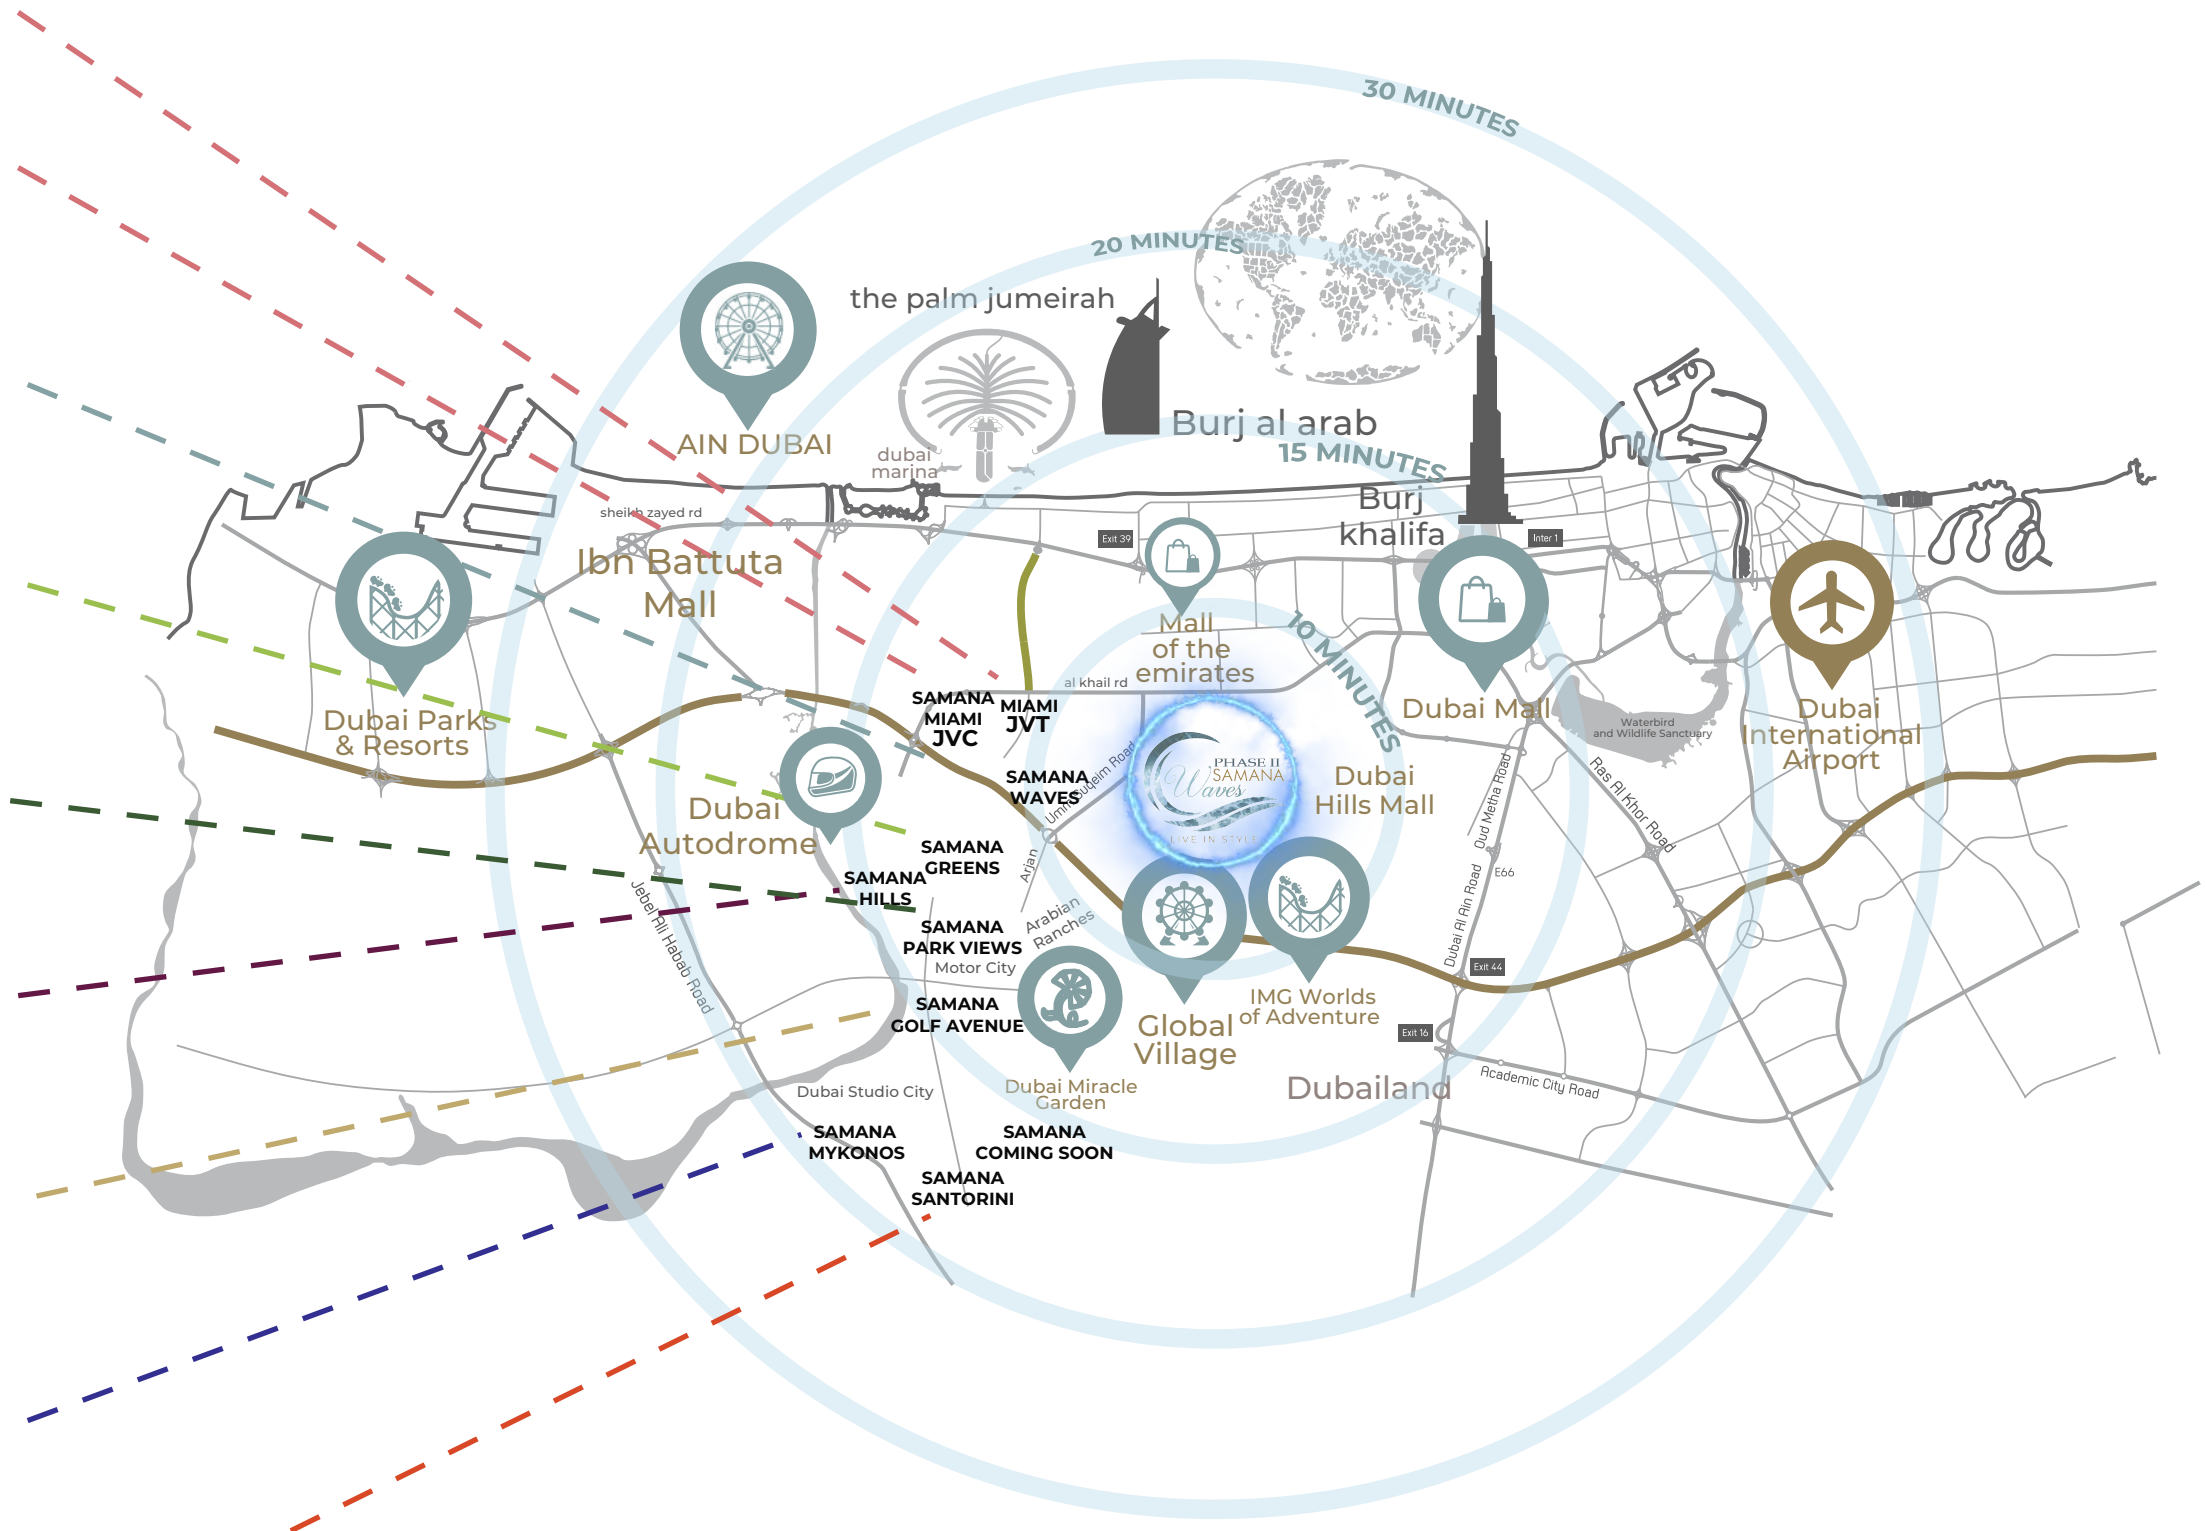 30 MINUTES
20 MINUTES
the palm jumeirah
Burj al arab
15 MINUTES
AIN DUBAI
dubai
marina
Burj
khalifa
sheikh zayed rd
Exit 39
Inter 1
Ibn Battuta
Mall
Mall
of the
emirates
10 MINUTES
al khail rd
SAMANA
MIAMI
JVC
MIAMI
JVT
Dubai Parks
& Resorts
Dubai Mall
Waterbird
and Wildlife Sanctuary
Dubai
International
Airport
Umm Suqeim Road
PHASE II
SAMANA
Waves
LIVE IN STYLE
Dubai
Hills Mall
SAMANA
WAVES
Oud Metha Road
Ras Al Khor Road
Dubai
Autodrome
SAMANA
GREENS
SAMANA
HILLS
Arjan
E66
Jebel Ali Habab Road
Arabian
Ranches
SAMANA
PARK VIEWS
Motor City
Dubai Al Ain Road
Exit 44
SAMANA
GOLF AVENUE
IMG Worlds
of Adventure
Global
Village
Exit 16
Dubai Miracle
Garden
Dubailand
Academic City Road
Dubai Studio City
SAMANA
MYKONOS
SAMANA
COMING SOON
SAMANA
SANTORINI